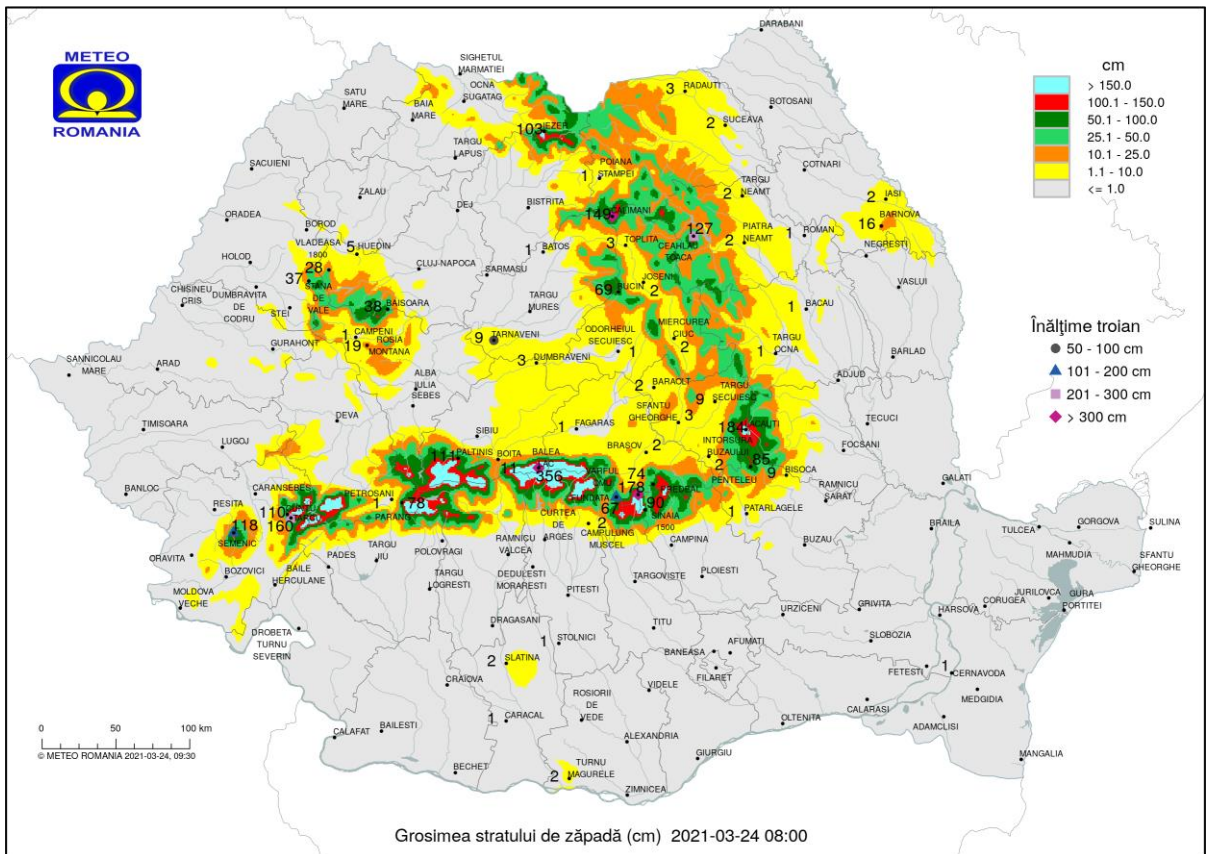 METEO
ROMANIA
cm
> 150.0
100.1 - 150.0
50.1 - 100.0
25.1 - 50.0
10.1 - 25.0
1.1 - 10.0
<= 1.0
Înălțime troian
50 - 100 cm
101 - 200 cm
201 - 300 cm
> 300 cm
DARABANI
SIGHETUL
MARMATIEI
OCNA
SUGATAG
SATU
MARE
BAIA
MARE
3
RADAUTI
BOTOSANI
2
SUCEAVA
103
IEZER
TARGU
LAPUS
SACUIENI
COTNARI
POIANA
1
STAMPEI
TARGU
2
NEAMT
2
IASI
ZALAU
DEJ
BISTRITA
149
CALIMANI
16
BARNOVA
ORADEA
BOROD
VLADEASA
1800
5
HUEDIN
1
BATOS
3
TOPLITA
127
CEAHLAU
TOACA
2
PIATRA
NEAMT
1
ROMAN
NEGRESTI
HOLOD
28
37
CLUJ-NAPOCA
SARMASU
STANA
DE
VALE
69
BUCIN
JOSENI
2
VASLUI
CHISINEU
CRIS
DUMBRAVITA
DE
CODRU
STEI
38
BAISOARA
TARGU
MURES
1
BACAU
1
CAMPENI
19
ROSIA
MONTANA
GURAHONT
9
TARNAVENI
ODORHEIUL
SECUIESC
1
MIERCUREA
CIUC
2
TARGU
OCNA
1
BARLAD
SANNICOLAU
MARE
ARAD
3
DUMBRAVENI
ALBA
IULIA
SEBES
2
BARAOLT
TARGU
SECUIESC
9
ADJUD
SFANTU
GHEORGHE
3
DEVA
TIMISOARA
LUGOJ
SIBIU
1
FAGARAS
184
LACAUTI
TECUCI
FOCSANI
BRAȘOV
2
INTORSURA
BUZAULUI
2
111
PALTINIS
BOITA
11
BALEA
LAC
356
VARFUL
OMU
74
178
PREDEAL
PENTELEU
85
9
BISOCA
GALATI
BANLOC
CARANSEBES
RESITA
PETROSANI
1
PARANG
78
FUNDATA
67
90
SINAIA
1500
1
PATARLAGELE
RAMNICU
SARAT
110
160
TARCU
118
SEMENIC
CURTEA
DE
ARGES
2
CAMPULUNG
MUSCEL
CAMPINA
BUZAU
BRAILA
TULCEA
GORGOVA
SULINA
ORAVITA
BOZOVICI
BAILE
HERCULANE
PADES
TARGU
JIU
POLOVRAGI
RAMNICU
VALCEA
MAHMUDIA
SFANTU
GHEORGHE
MOLDOVA
VECHE
TARGU
LOGRESTI
DEDULESTI
MORARESTI
PITESTI
TARGOVISTE
PLOIESTI
URZICENI
GRIVITA
HARSOVA
CORUGEA
JURILOVCA
GURA
PORTITEI
DROBETA
TURNU
SEVERIN
DRAGASANI
1
STOLNICI
TITU
BANEASA
AFUMATI
FILARET
SLOBOZIA
2
SLATINA
CRAIOVA
VIDELE
FETESTI
1
CERNAVODA
MEDGIDIA
ROSIORII
DE
VEDE
1
CARACAL
CALAFAT
BAILESTI
OLTENITA
CALARASI
ADAMCLISI
ALEXANDRIA
GIURGIU
MANGALIA
BECHET
2
TURNU
MAGURELE
ZIMNICEA
0 50 100 km
© METEO ROMANIA 2021-03-24, 09:30
Grosimea stratului de zăpadă (cm) 2021-03-24 08:00